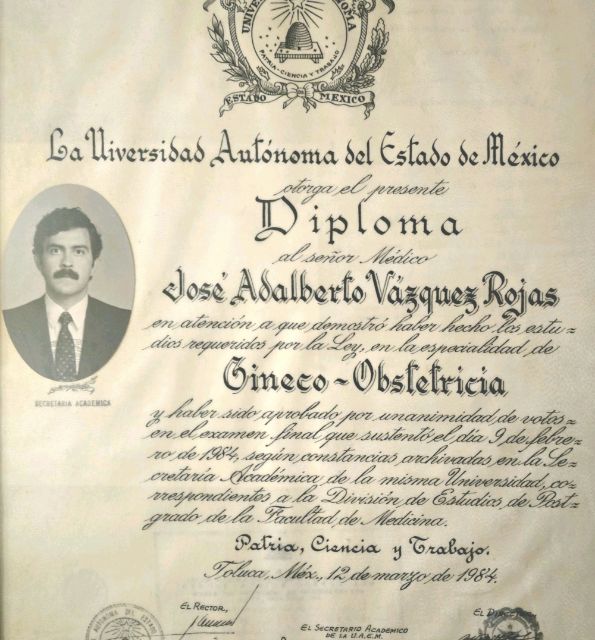 UNIVE
ONOMA
PATRIA·CIENCIA Y TRABAJO
ESTADO MEXICO
La Universidad Autónoma del Estado de México
otorga el presente
Diploma
al señor Médico
José Adalberto Vázquez Rojas
en atención a que demostró haber hecho los estu=
dios requeridos por la Ley, en la especialidad de
Gineco-Obstetricia
SECRETARIA ACADEMICA
y haber sido aprobado por unanimidad de votos=
en el examen final que sustentó el día 9 de febre=
ro de 1984, según constancias archivadas en la Se=
cretaría Académica de la misma Universidad, co=
rrespondientes a la División de Estudios de Post=
grado de la Facultad de Medicina.
Patria, Ciencia y Trabajo.
Toluca, Méx., 12 de marzo de 1984.
EL RECTOR,
EL SECRETARIO ACADEMICO
DE LA U.A.E.M.